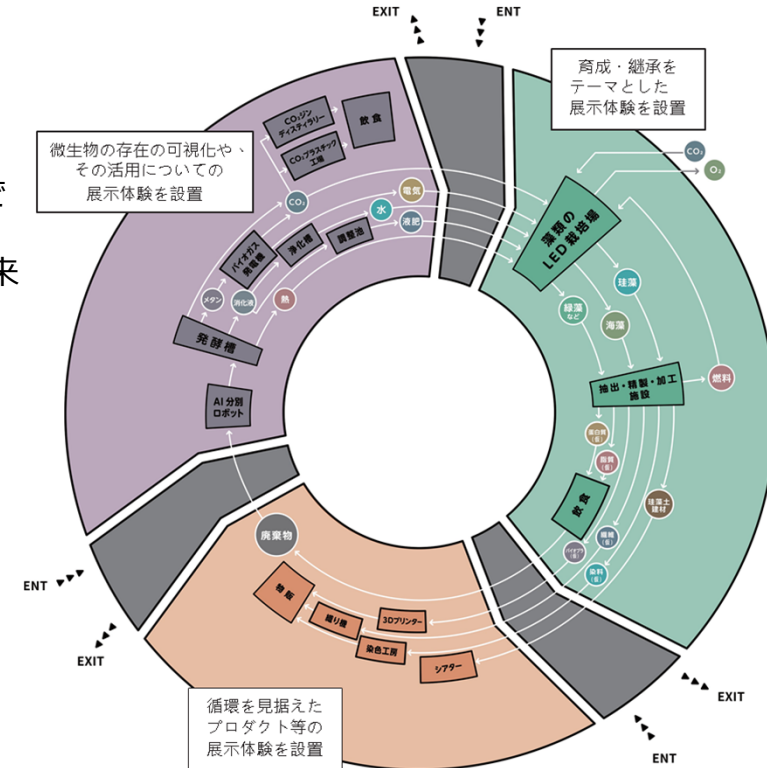 EXIT
ENT
育成・継承を
テーマとした
展示体験を設置
微生物の存在の可視化や、
その活用についての
展示体験を設置
来
CO₂ジン
ディスティラリー
飲食
CO₂プラスチック
工場
CO₂
電気
水
液肥
バイオガス
発電機
浄化槽
調整池
メタン
消化液
熱
発酵槽
AI分別
ロボット
CO₂
O₂
藻類の
LED栽培場
珪藻
緑藻
など
海藻
抽出・精製・加工
施設
燃料
蛋白質
(仮)
脂質
(仮)
飲食
珪藻土
建材
繊維
(仮)
バイオプラ
(仮)
染料
(仮)
廃棄物
物販
織り機
3Dプリンター
染色工房
シアター
ENT
EXIT
EXIT
ENT
循環を見据えた
プロダクト等の
展示体験を設置